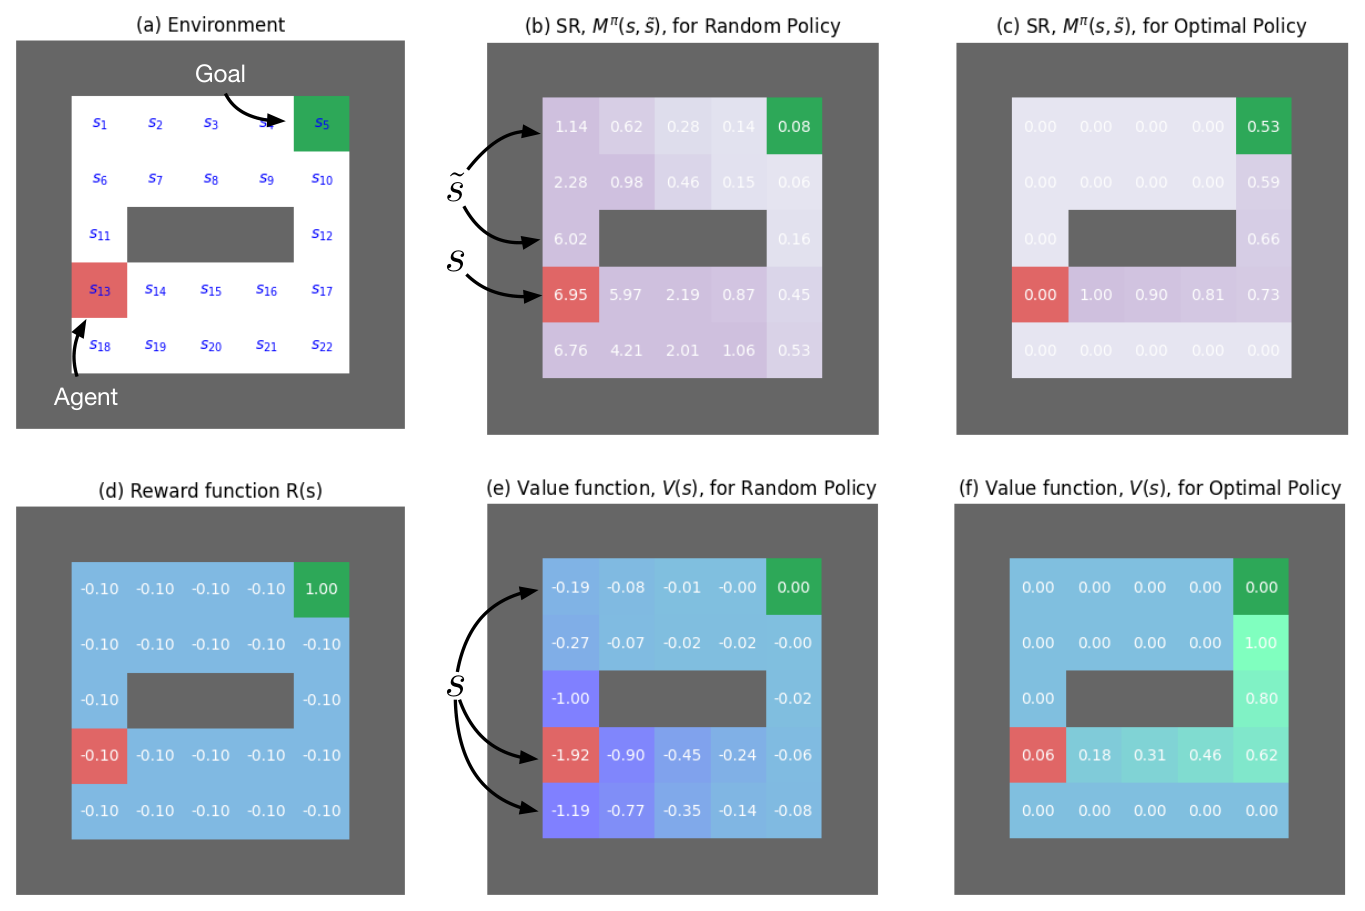 (a) Environment
Goal
s1 s2 s3 s4 s5
s6 s7 s8 s9 s10
s11 s12
s13 s14 s15 s16 s17
s18 s19 s20 s21 s22
Agent
(b) SR, Mπ(s, s̃), for Random Policy
1.14 0.62 0.28 0.14 0.08
s̃
2.28 0.98 0.46 0.15 0.06
6.02 0.16
s
6.95 5.97 2.19 0.87 0.45
6.76 4.21 2.01 1.06 0.53
(c) SR, Mπ(s, s̃), for Optimal Policy
0.00 0.00 0.00 0.00 0.53
0.00 0.00 0.00 0.00 0.59
0.00 0.66
0.00 1.00 0.90 0.81 0.73
0.00 0.00 0.00 0.00 0.00
(d) Reward function R(s)
-0.10 -0.10 -0.10 -0.10 1.00
-0.10 -0.10 -0.10 -0.10 -0.10
-0.10 -0.10
-0.10 -0.10 -0.10 -0.10 -0.10
-0.10 -0.10 -0.10 -0.10 -0.10
(e) Value function, V(s), for Random Policy
-0.19 -0.08 -0.01 -0.00 0.00
-0.27 -0.07 -0.02 -0.02 -0.00
s
-1.00 -0.02
-1.92 -0.90 -0.45 -0.24 -0.06
-1.19 -0.77 -0.35 -0.14 -0.08
(f) Value function, V(s), for Optimal Policy
0.00 0.00 0.00 0.00 0.00
0.00 0.00 0.00 0.00 1.00
0.00 0.80
0.06 0.18 0.31 0.46 0.62
0.00 0.00 0.00 0.00 0.00